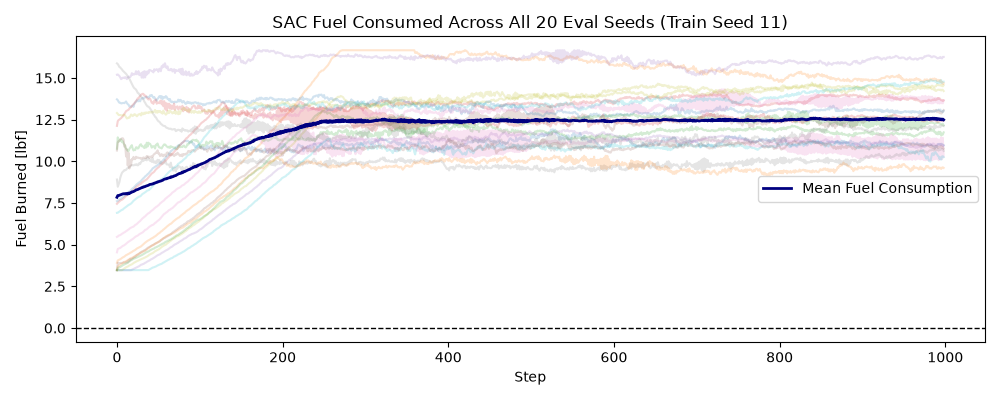 SAC Fuel Consumed Across All 20 Eval Seeds (Train Seed 11)
Fuel Burned [lbf]
15.0
12.5
10.0
7.5
5.0
2.5
0.0
Mean Fuel Consumption
0 200 400 600 800 1000
Step